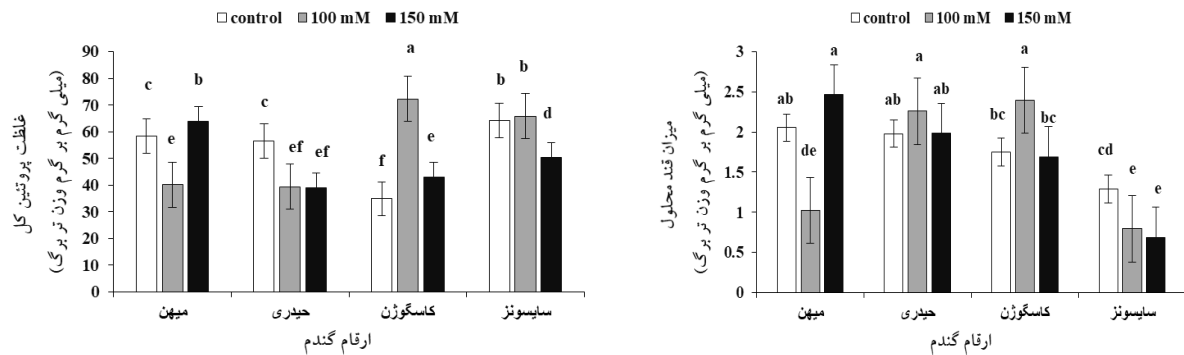 control 100 mM 150 mM
غلظت پروتئین کل
(میلی گرم بر گرم وزن تر برگ)
90
80
70
60
50
40
30
20
10
0
c e b
c ef ef
f a e
b b d
میهن حیدری کاسگوژن سایسونز
ارقام گندم
control 100 mM 150 mM
میزان قند محلول
(میلی گرم بر گرم وزن تر برگ)
3
2.5
2
1.5
1
0.5
0
ab de a
ab a ab
bc a bc
cd e e
میهن حیدری کاسگوژن سایسونز
ارقام گندم